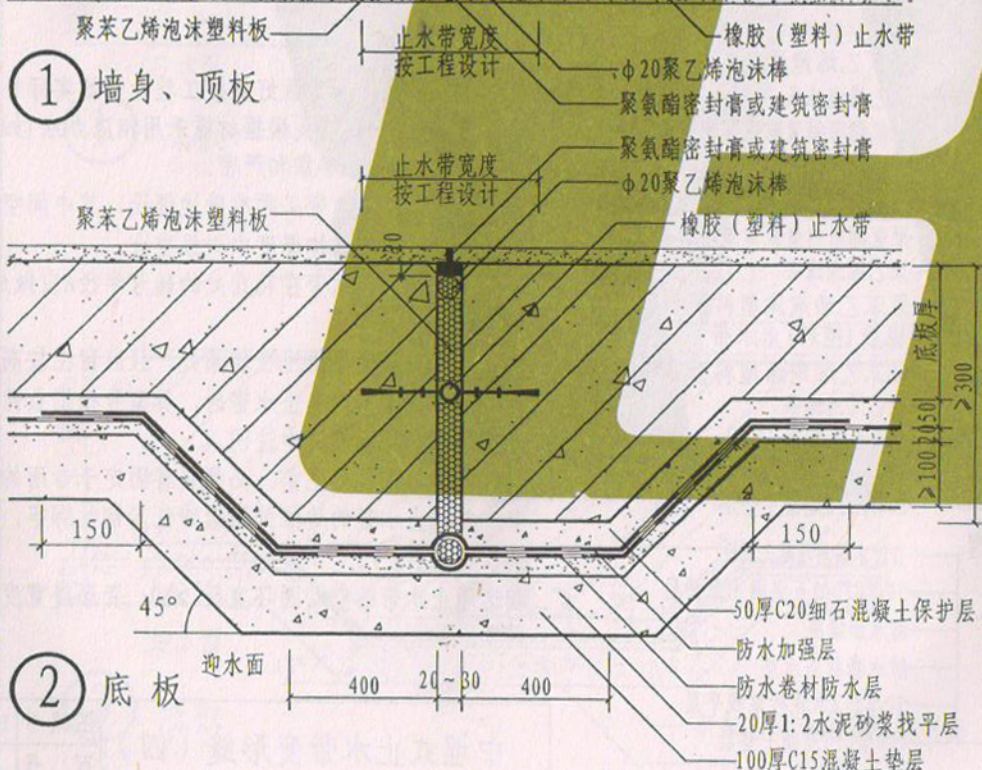 聚苯乙烯泡沫塑料板
止水带宽度
按工程设计
橡胶（塑料）止水带
φ20聚乙烯泡沫棒
聚氨酯密封膏或建筑密封膏
1 墙身、顶板
聚氨酯密封膏或建筑密封膏
止水带宽度
按工程设计
φ20聚乙烯泡沫棒
聚苯乙烯泡沫塑料板
橡胶（塑料）止水带
20
底板厚
≥300
50
20
≥100
150
150
45°
迎水面
400
20~30
400
50厚C20细石混凝土保护层
防水加强层
防水卷材防水层
20厚1:2水泥砂浆找平层
100厚C15混凝土垫层
2 底板